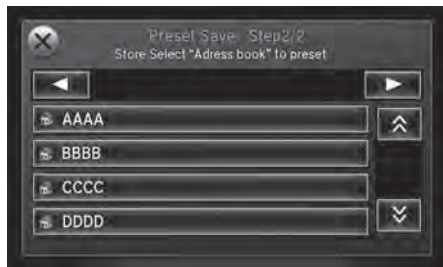 Preset Save: Step2/2
Store Select "Adress book" to preset
AAAA
BBBB
CCCC
DDDD